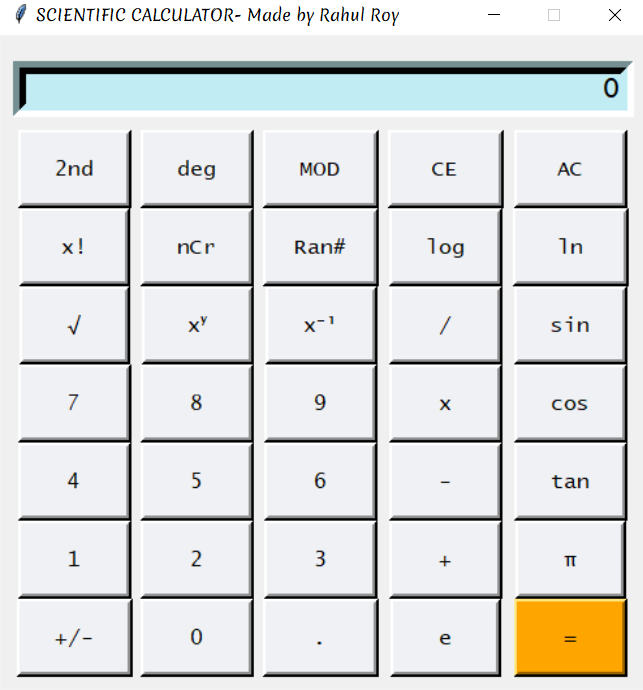 SCIENTIFIC CALCULATOR- Made by Rahul Roy
0
2nd deg MOD CE AC
x! nCr Ran# log ln
√ xʸ x⁻¹ / sin
7 8 9 x cos
4 5 6 - tan
1 2 3 + π
+/- 0 . e =